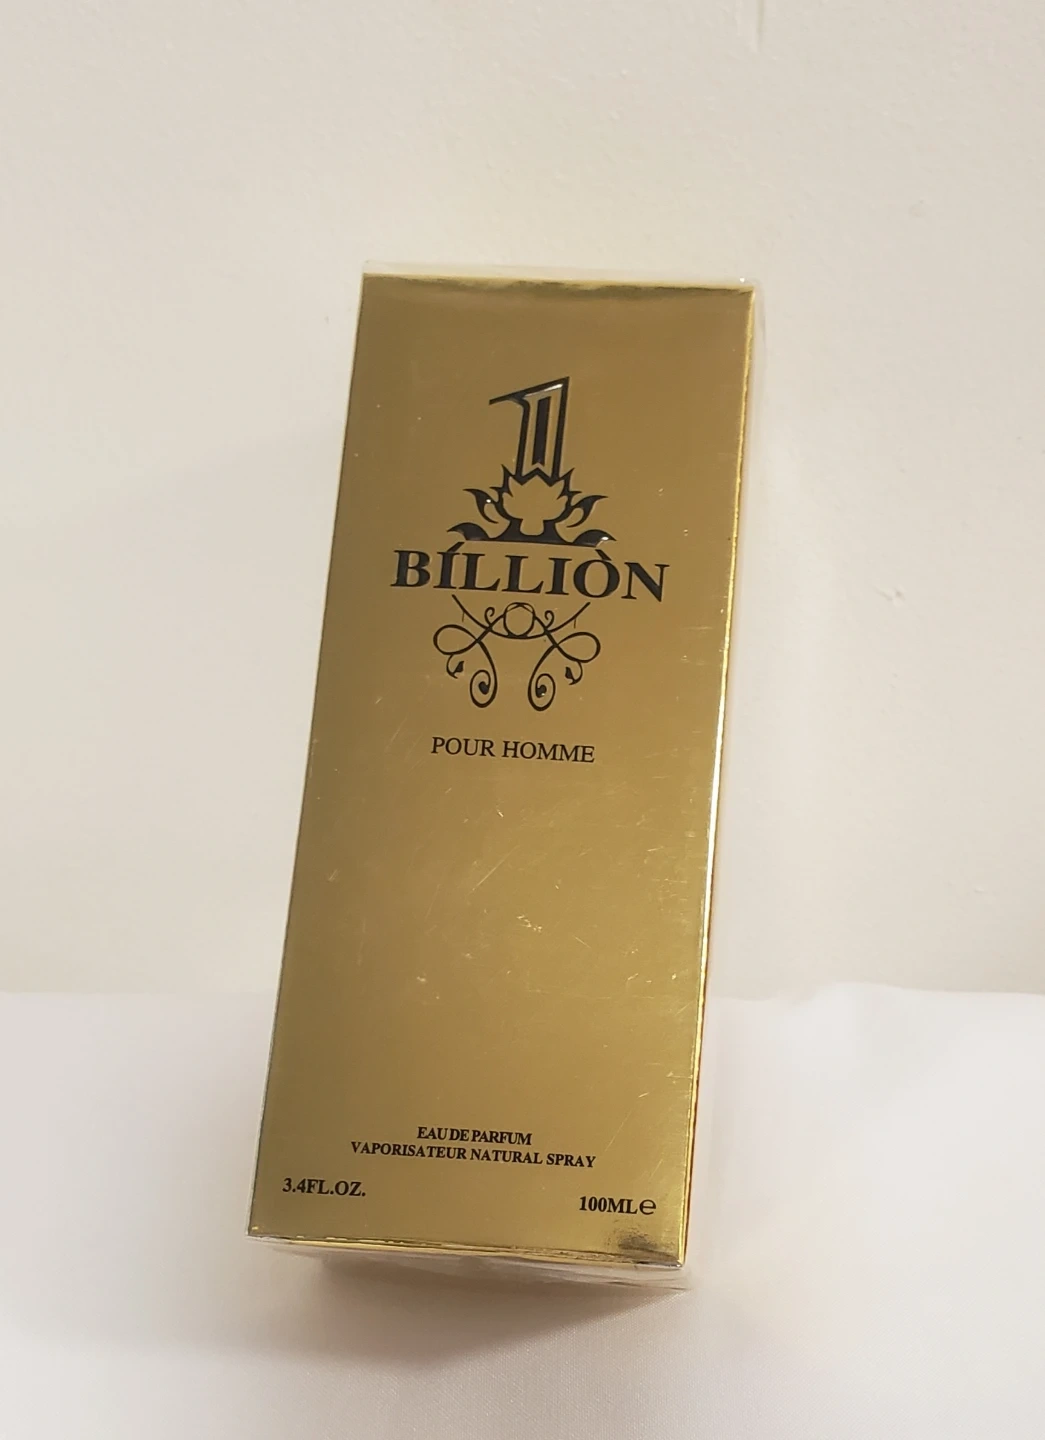 1
BÍLLIÒN
POUR HOMME
EAU DE PARFUM
VAPORISATEUR NATURAL SPRAY
3.4FL.OZ. 100ML℮